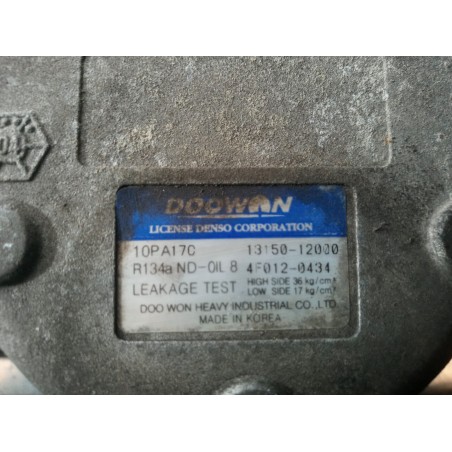 DOOWON
LICENSE DENSO CORPORATION
10PA17C 13150-12000
R134a ND-OIL 8 4F012-0434
LEAKAGE TEST HIGH SIDE 36 kg/cm²
LOW SIDE 17 kg/cm²
DOO WON HEAVY INDUSTRIAL CO.,LTD
MADE IN KOREA